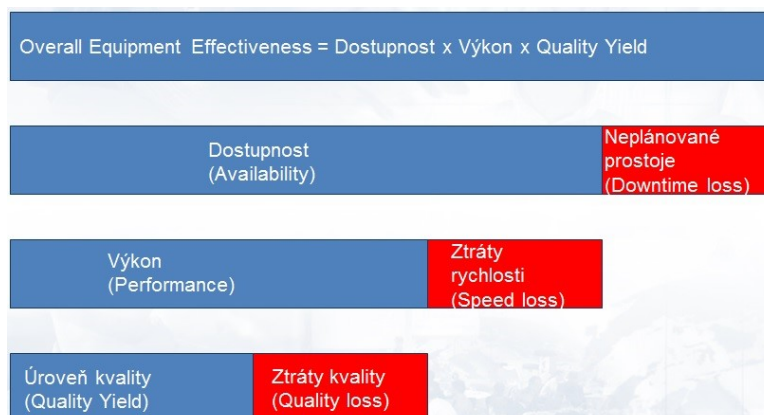 Overall Equipment Effectiveness = Dostupnost x Výkon x Quality Yield
Dostupnost
(Availability)
Neplánované
prostoje
(Downtime loss)
Výkon
(Performance)
Ztráty
rychlosti
(Speed loss)
Úroveň kvality
(Quality Yield)
Ztráty kvality
(Quality loss)